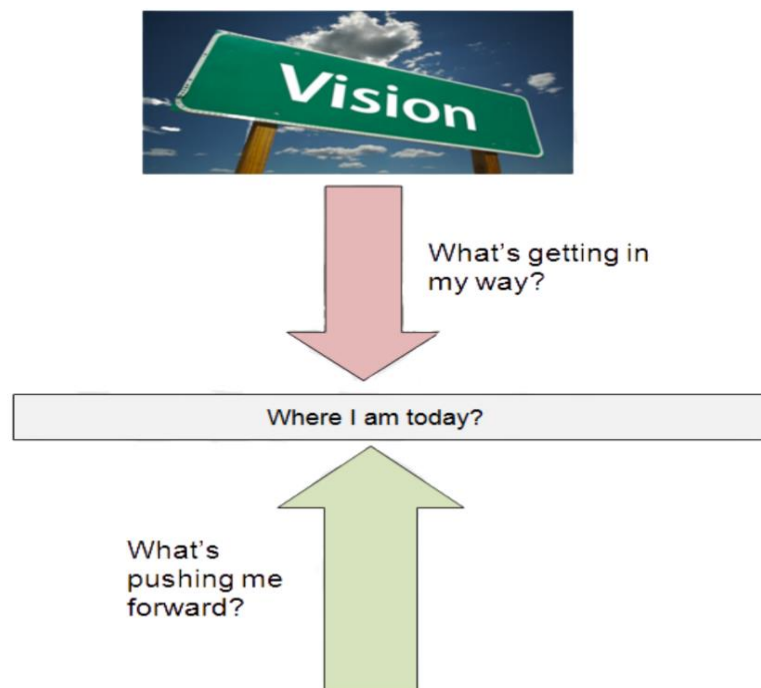 Vision
What's getting in
my way?
Where I am today?
What's
pushing me
forward?